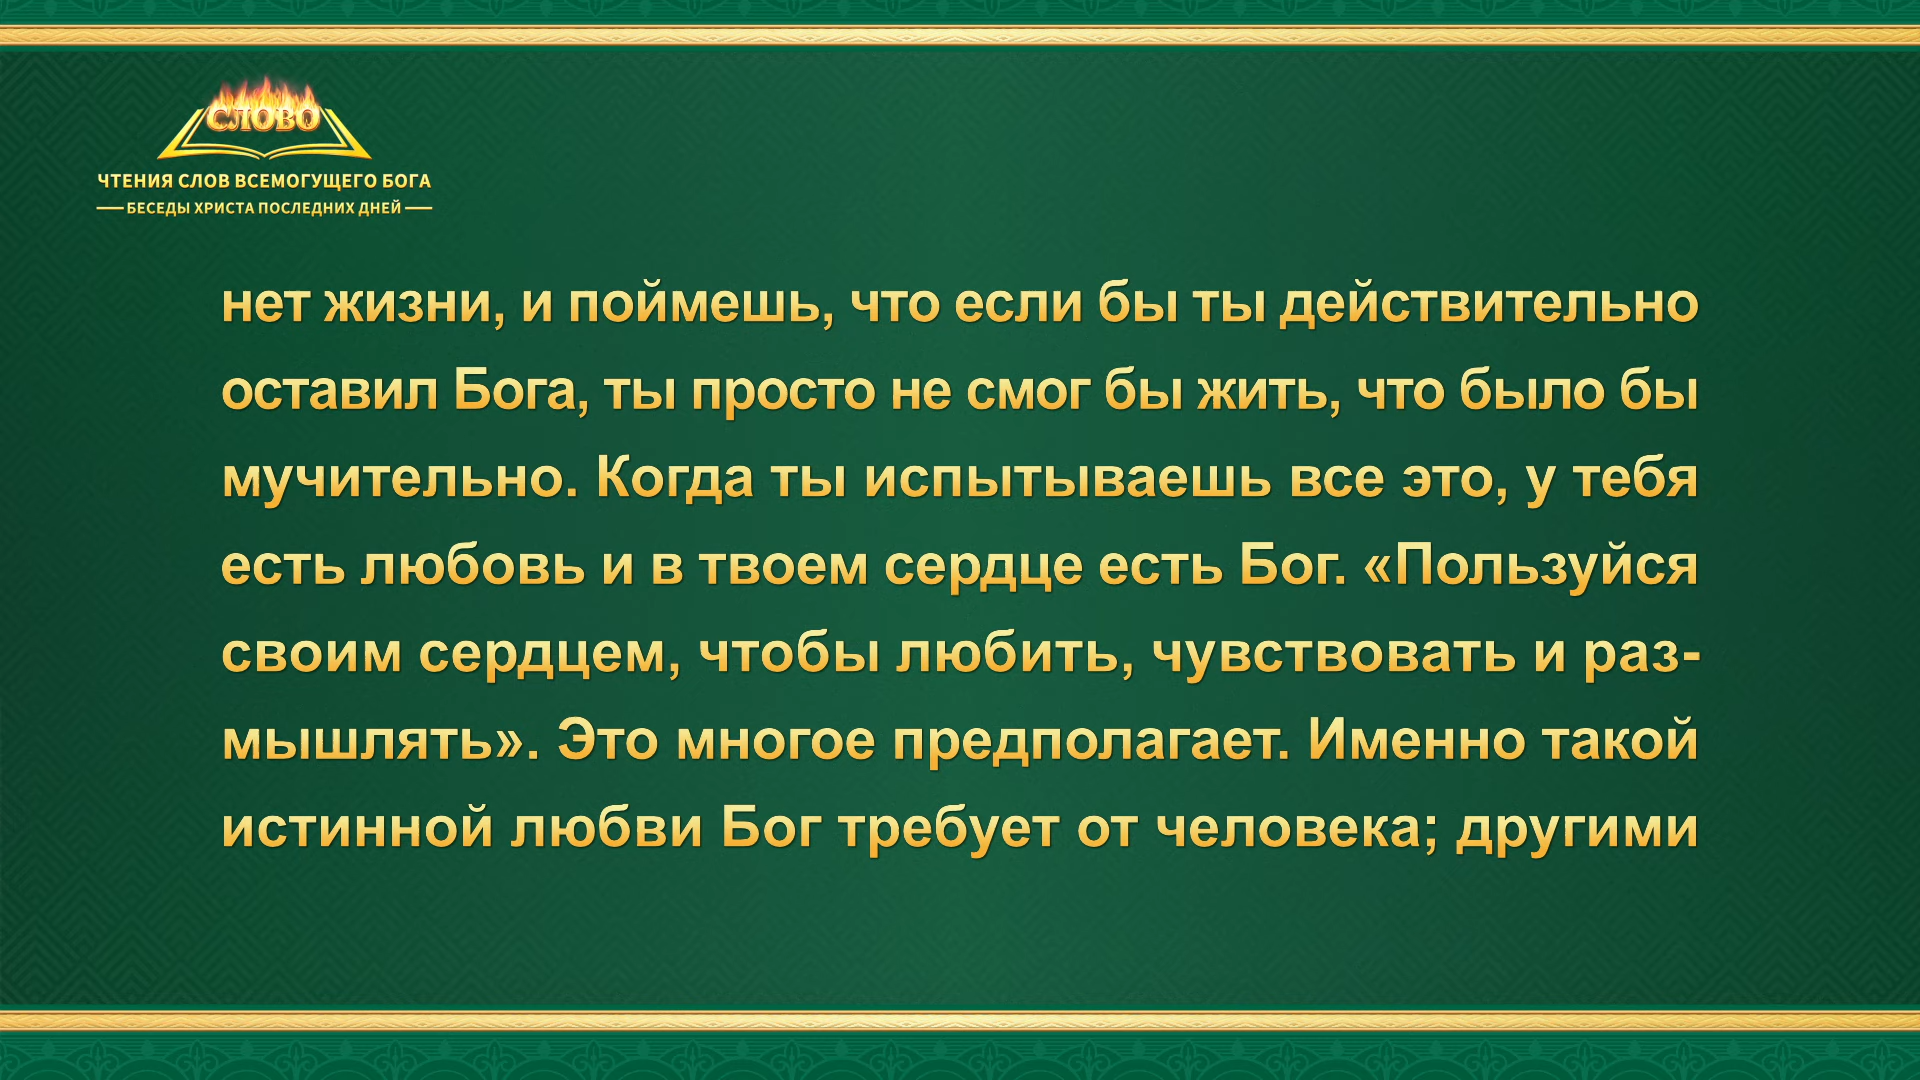 СЛОВО
ЧТЕНИЯ СЛОВ ВСЕМОГУЩЕГО БОГА
БЕСЕДЫ ХРИСТА ПОСЛЕДНИХ ДНЕЙ
нет жизни, и поймешь, что если бы ты действительно
оставил Бога, ты просто не смог бы жить, что было бы
мучительно. Когда ты испытываешь все это, у тебя
есть любовь и в твоем сердце есть Бог. «Пользуйся
своим сердцем, чтобы любить, чувствовать и раз-
мышлять». Это многое предполагает. Именно такой
истинной любви Бог требует от человека; другими